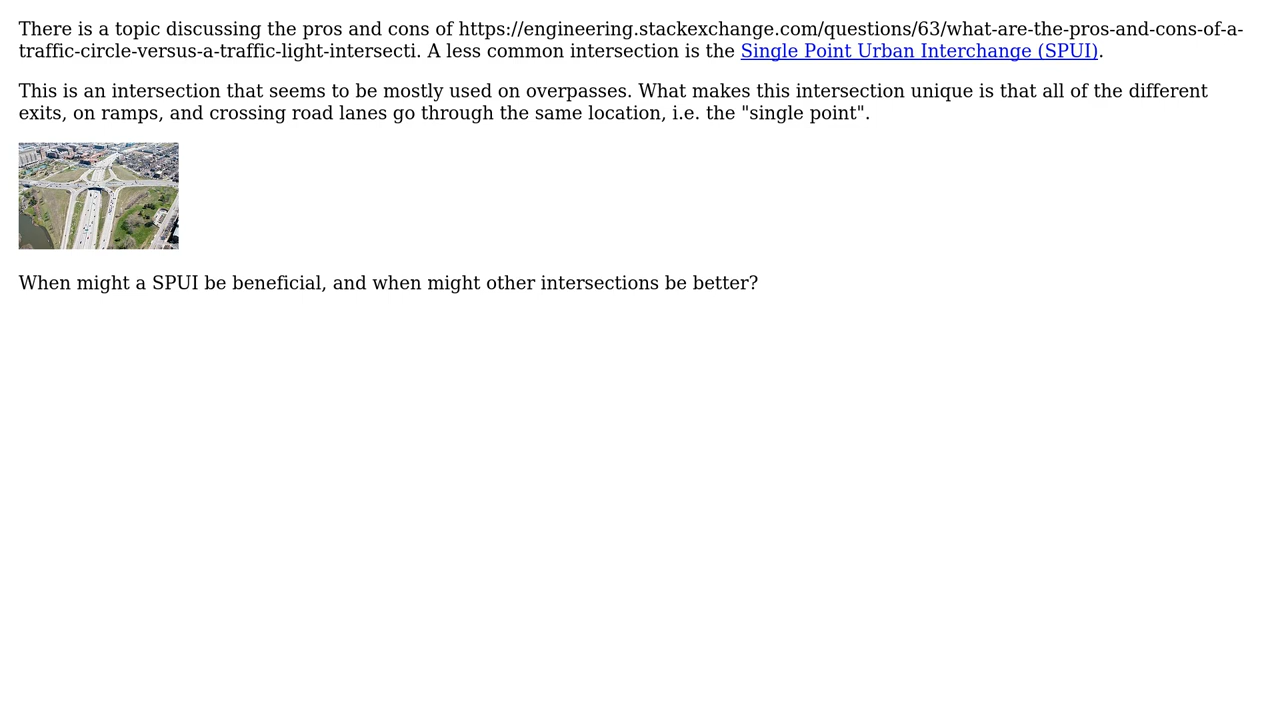 There is a topic discussing the pros and cons of https://engineering.stackexchange.com/questions/63/what-are-the-pros-and-cons-of-a-
traffic-circle-versus-a-traffic-light-intersecti. A less common intersection is the Single Point Urban Interchange (SPUI).
This is an intersection that seems to be mostly used on overpasses. What makes this intersection unique is that all of the different
exits, on ramps, and crossing road lanes go through the same location, i.e. the "single point".
When might a SPUI be beneficial, and when might other intersections be better?